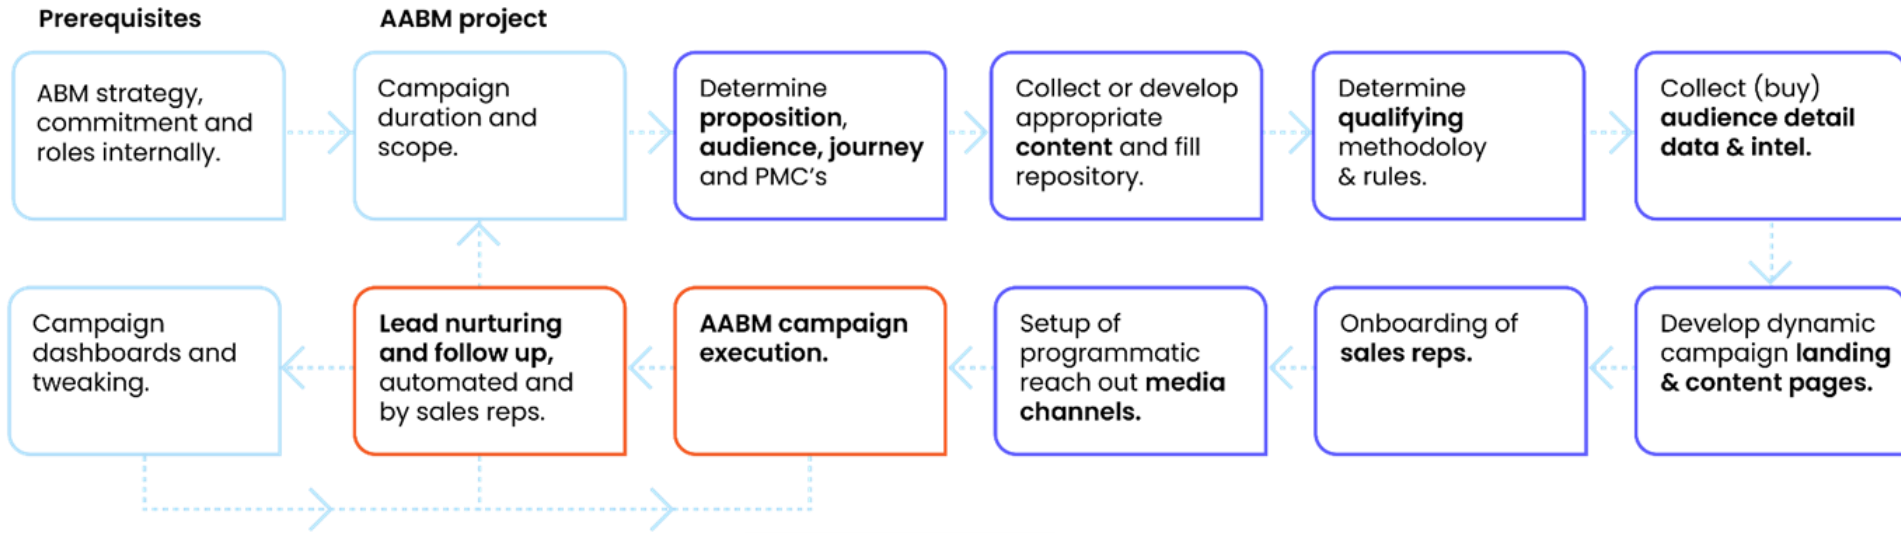 Prerequisites
AABM project
ABM strategy,
commitment and
roles internally.
Campaign
duration and
scope.
Determine
proposition,
audience, journey
and PMC's
Collect or develop
appropriate
content and fill
repository.
Determine
qualifying
methodoloy
& rules.
Collect (buy)
audience detail
data & intel.
Campaign
dashboards and
tweaking.
Lead nurturing
and follow up,
automated and
by sales reps.
AABM campaign
execution.
Setup of
programmatic
reach out media
channels.
Onboarding of
sales reps.
Develop dynamic
campaign landing
& content pages.